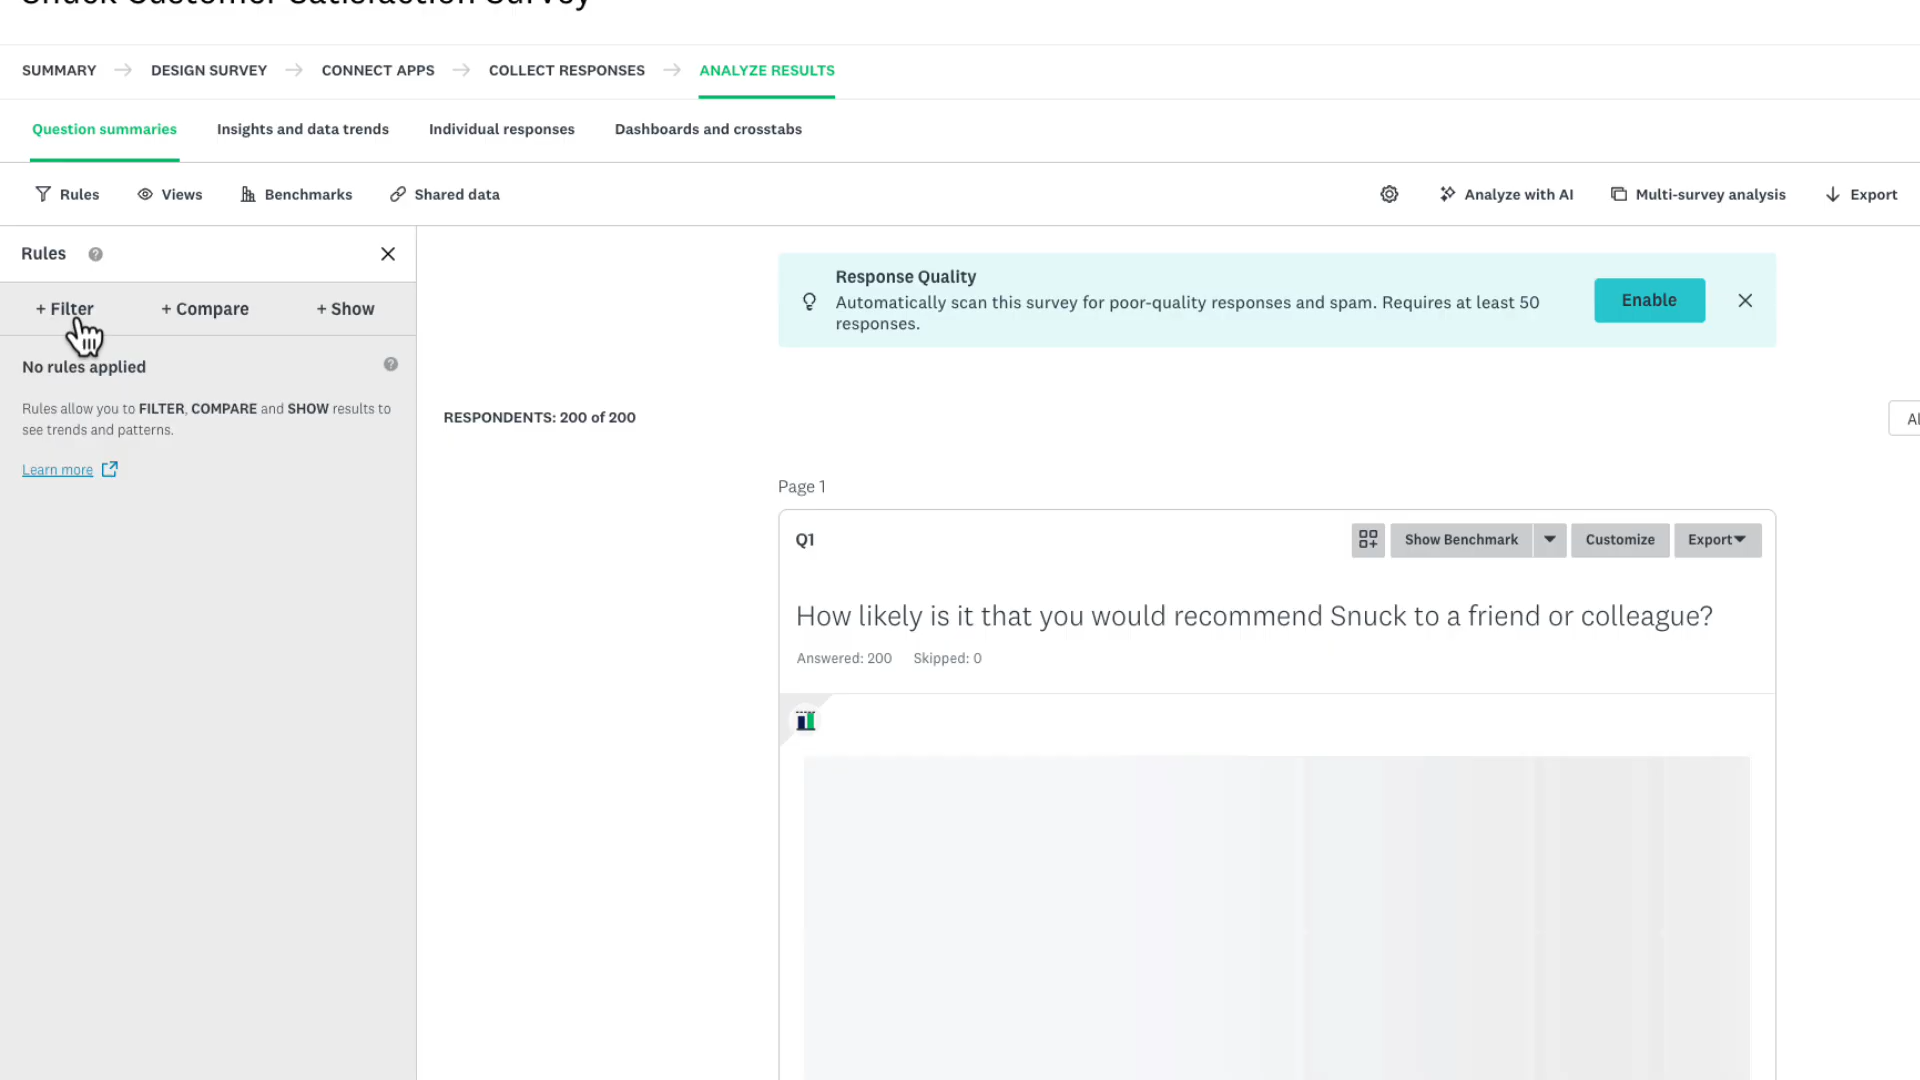 Snuck Customer Satisfaction Survey
SUMMARY
DESIGN SURVEY
CONNECT APPS
COLLECT RESPONSES
ANALYZE RESULTS
Question summaries
Insights and data trends
Individual responses
Dashboards and crosstabs
Rules
Views
Benchmarks
Shared data
Analyze with AI
Multi-survey analysis
Export
Rules
+ Filter
+ Compare
+ Show
No rules applied
Rules allow you to FILTER, COMPARE and SHOW results to
see trends and patterns.
Learn more
Response Quality
Automatically scan this survey for poor-quality responses and spam. Requires at least 50
responses.
Enable
RESPONDENTS: 200 of 200
Page 1
Q1
Show Benchmark
Customize
Export
How likely is it that you would recommend Snuck to a friend or colleague?
Answered: 200
Skipped: 0